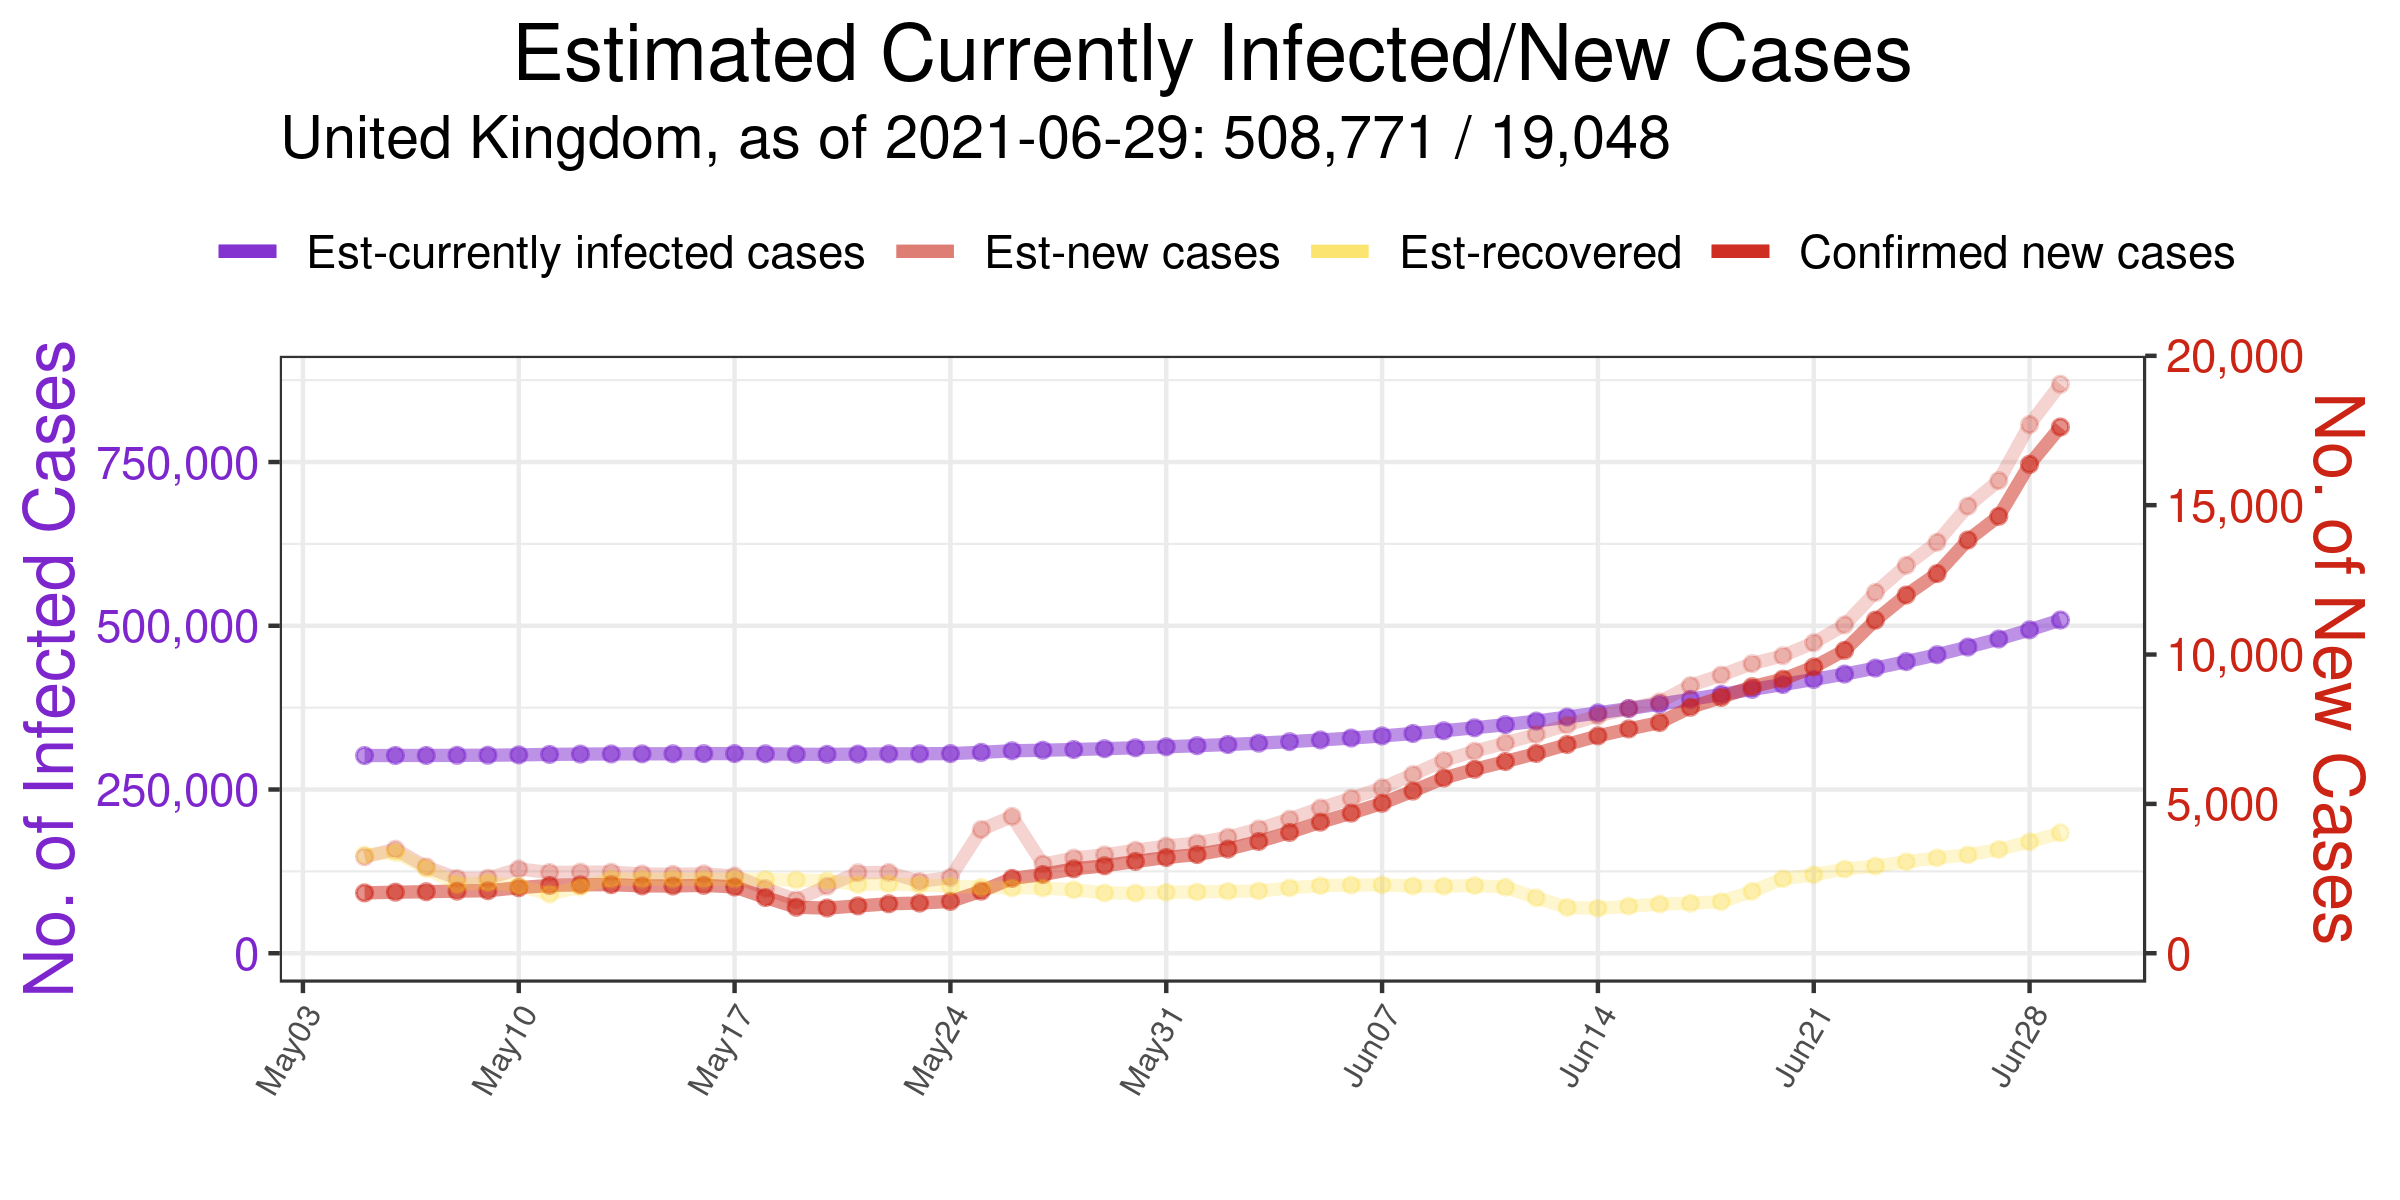 Estimated Currently Infected/New Cases
United Kingdom, as of 2021-06-29: 508,771 / 19,048
Est-currently infected cases Est-new cases Est-recovered Confirmed new cases
No. of Infected Cases
750,000
500,000
250,000
0
20,000
15,000
10,000
5,000
0
No. of New Cases
May03 May10 May17 May24 May31 Jun07 Jun14 Jun21 Jun28